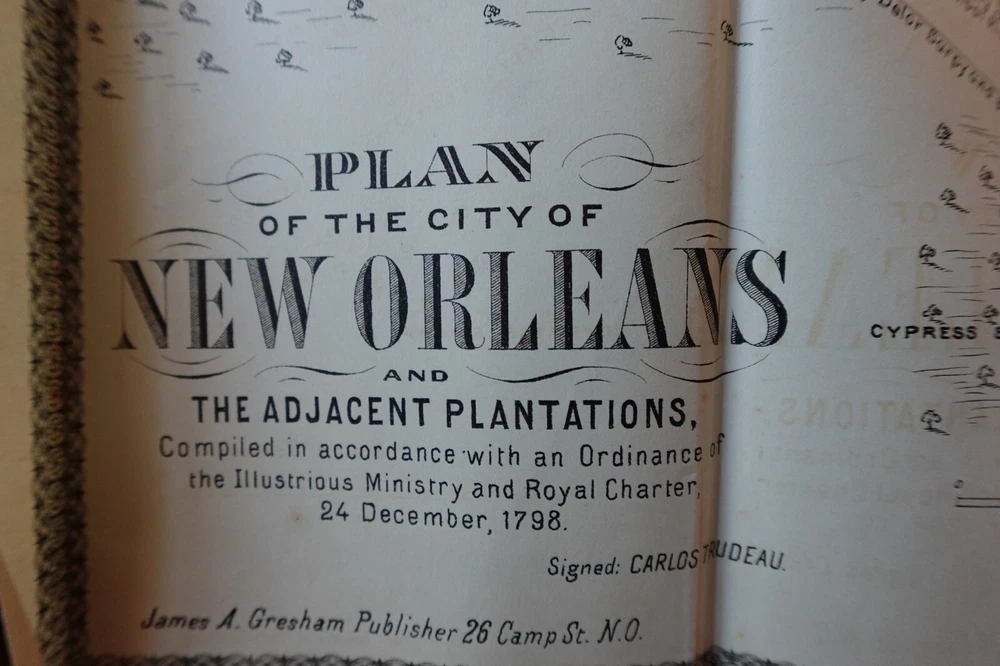 PLAN
OF THE CITY OF
NEW ORLEANS
AND
THE ADJACENT PLANTATIONS,
Compiled in accordance with an Ordinance of
the Illustrious Ministry and Royal Charter,
24 December, 1798.
Signed: CARLOS TRUDEAU.
James A. Gresham Publisher 26 Camp St. N.O.
CYPRESS